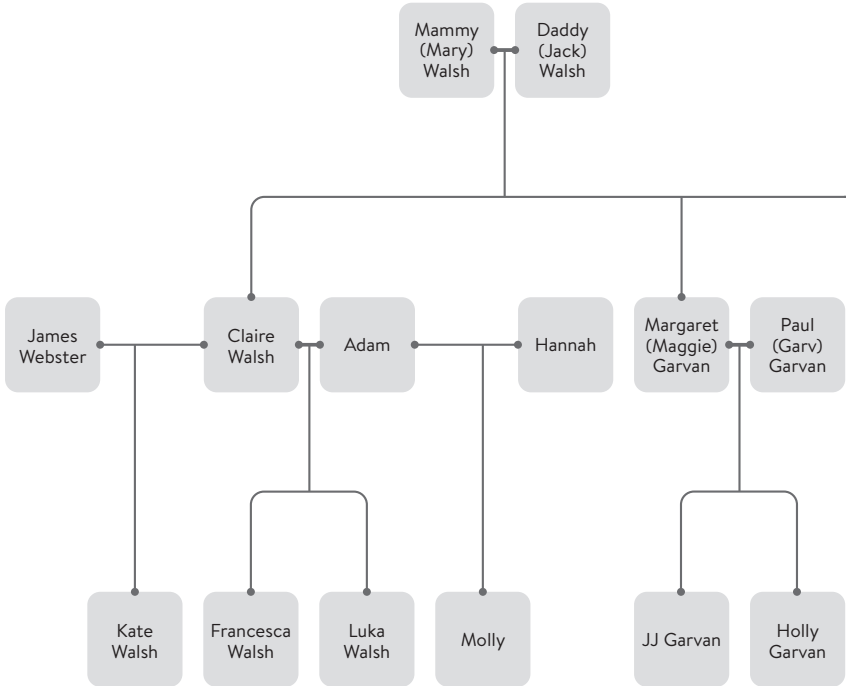 Mammy
(Mary)
Walsh
Daddy
(Jack)
Walsh
James
Webster
Claire
Walsh
Adam
Hannah
Margaret
(Maggie)
Garvan
Paul
(Garv)
Garvan
Kate
Walsh
Francesca
Walsh
Luka
Walsh
Molly
JJ Garvan
Holly
Garvan